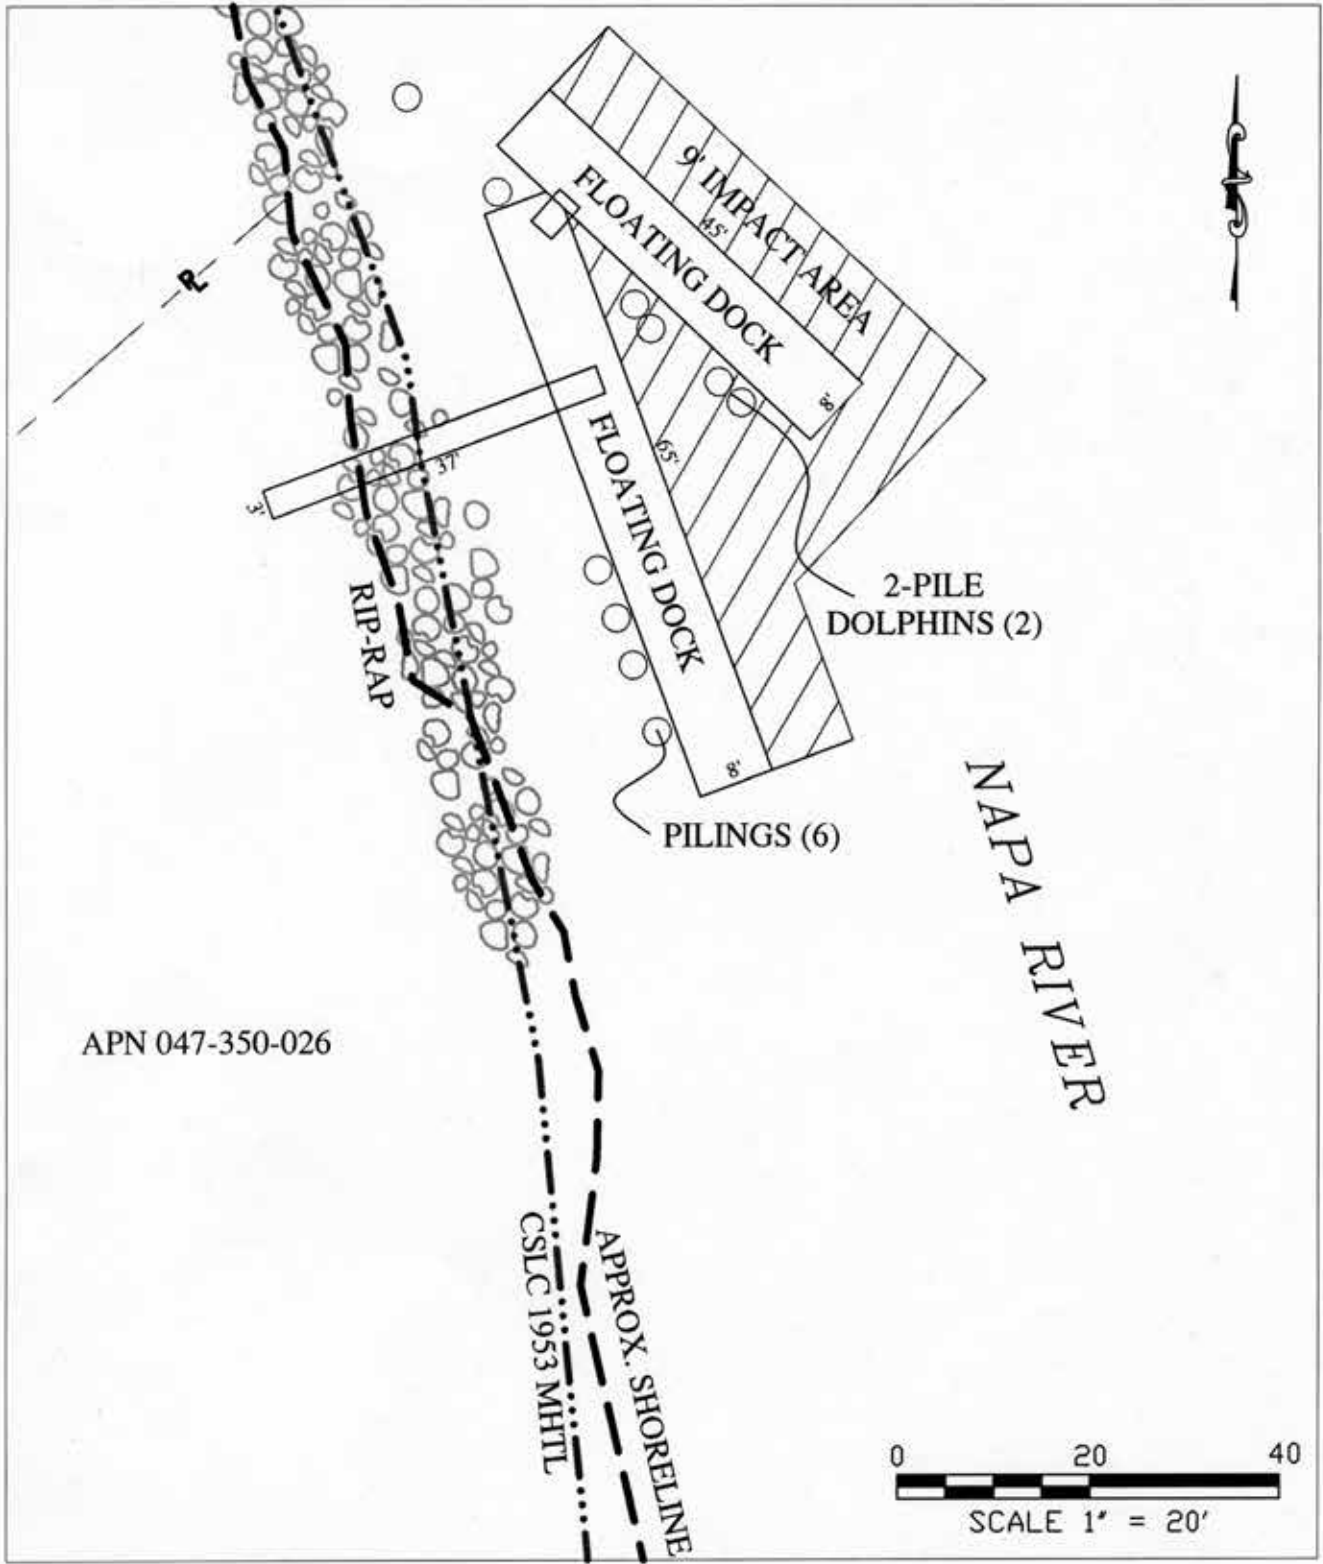 9' IMPACT AREA
FLOATING DOCK
45'
8'
PL
FLOATING DOCK
65'
37'
3'
8'
RIP-RAP
2-PILE
DOLPHINS (2)
PILINGS (6)
NAPA RIVER
APN 047-350-026
CSLC 1953 MHTL
APPROX. SHORELINE
0 20 40
SCALE 1" = 20'